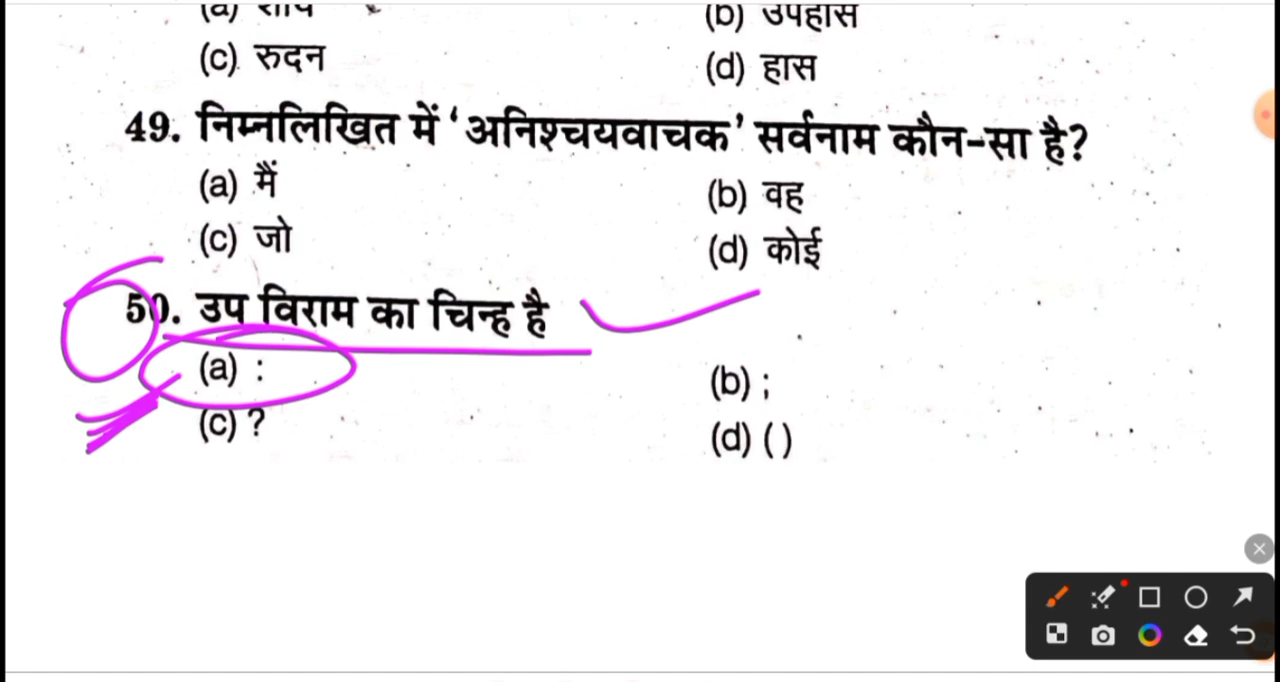 (b) उपहास
(c) रुदन
(d) हास
49. निम्नलिखित में ‘अनिश्चयवाचक’ सर्वनाम कौन-सा है?
(a) मैं
(b) वह
(c) जो
(d) कोई
50. उप विराम का चिन्ह है
(a) :
(b) ;
(c) ?
(d) ()